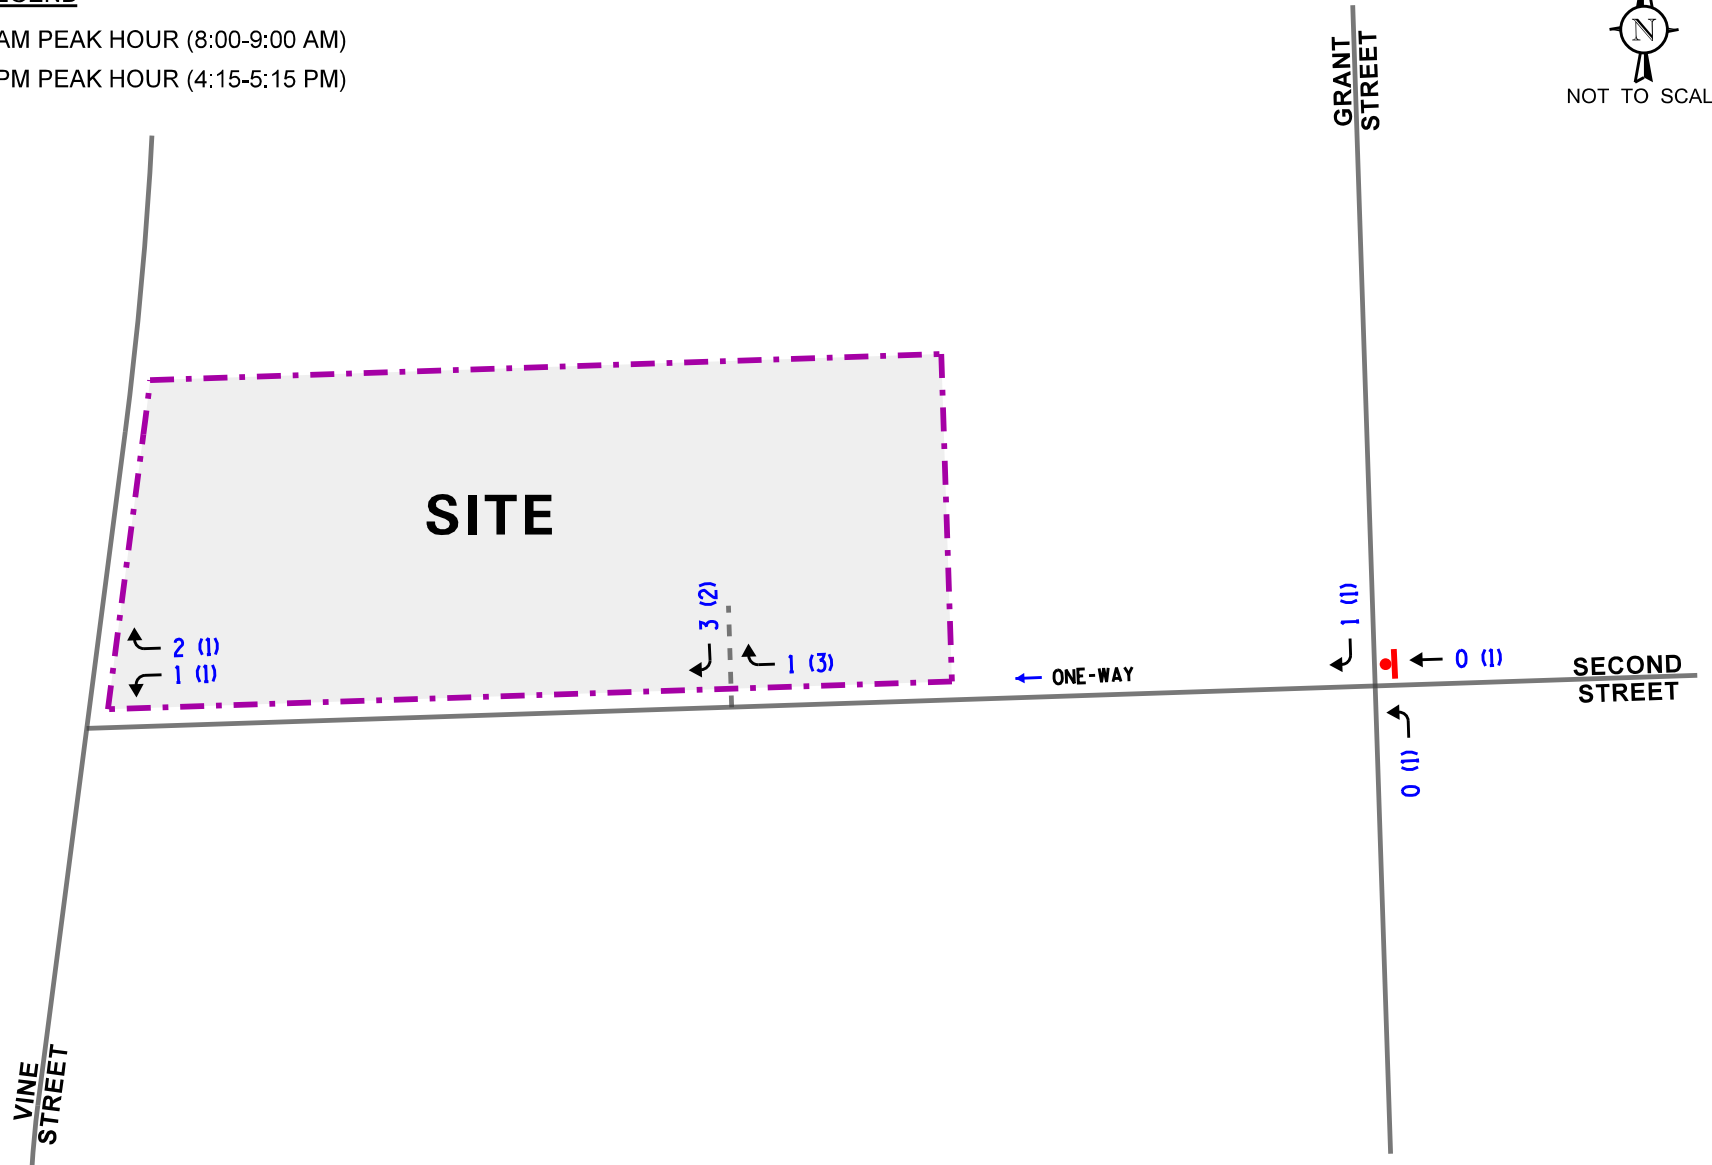 AM PEAK HOUR (8:00-9:00 AM)
PM PEAK HOUR (4:15-5:15 PM)
GRANT
STREET
N
NOT TO SCAL
SITE
3 (2)
1 (3)
2 (1)
1 (1)
ONE-WAY
1 (1)
0 (1)
SECOND
STREET
0 (1)
VINE
STREET